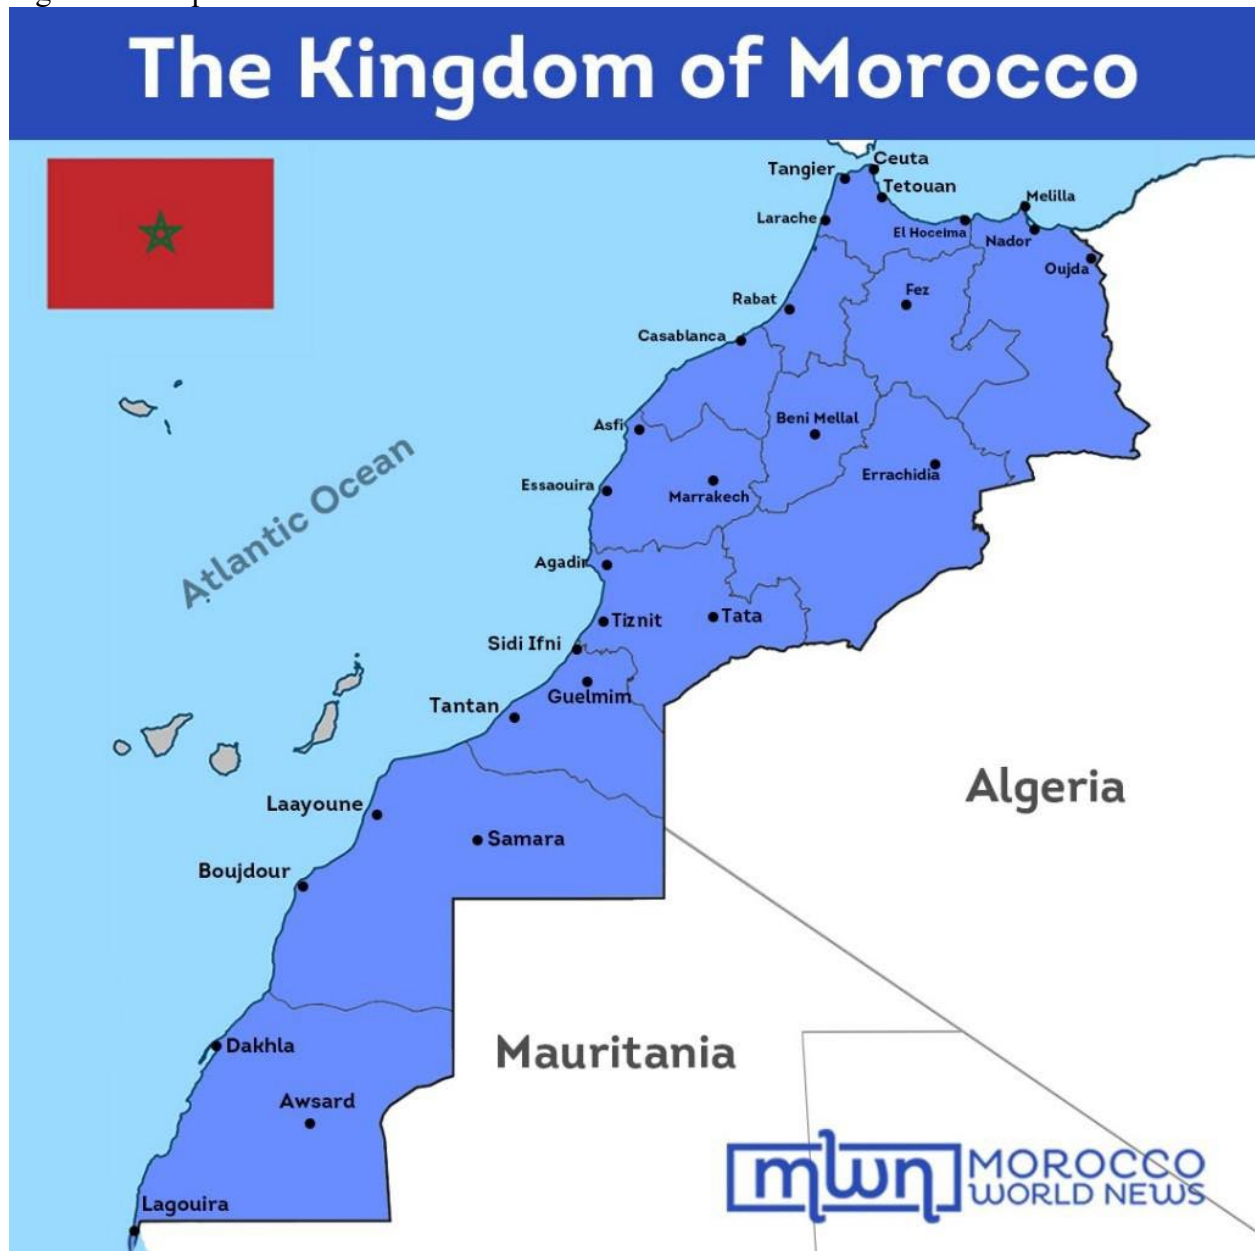 The Kingdom of Morocco
Ceuta
Tangier
Tetouan
Melilla
Larache
El Hoceima
Nador
Oujda
Fez
Rabat
Casablanca
Beni Mellal
Asfi
Errachidia
Essaouira
Marrakech
Atlantic Ocean
Agadir
Tiznit
Tata
Sidi Ifni
Guelmim
Tantan
Algeria
Laayoune
Samara
Boujdour
Dakhla
Mauritania
Awsard
Lagouira
mwn MOROCCO
WORLD NEWS